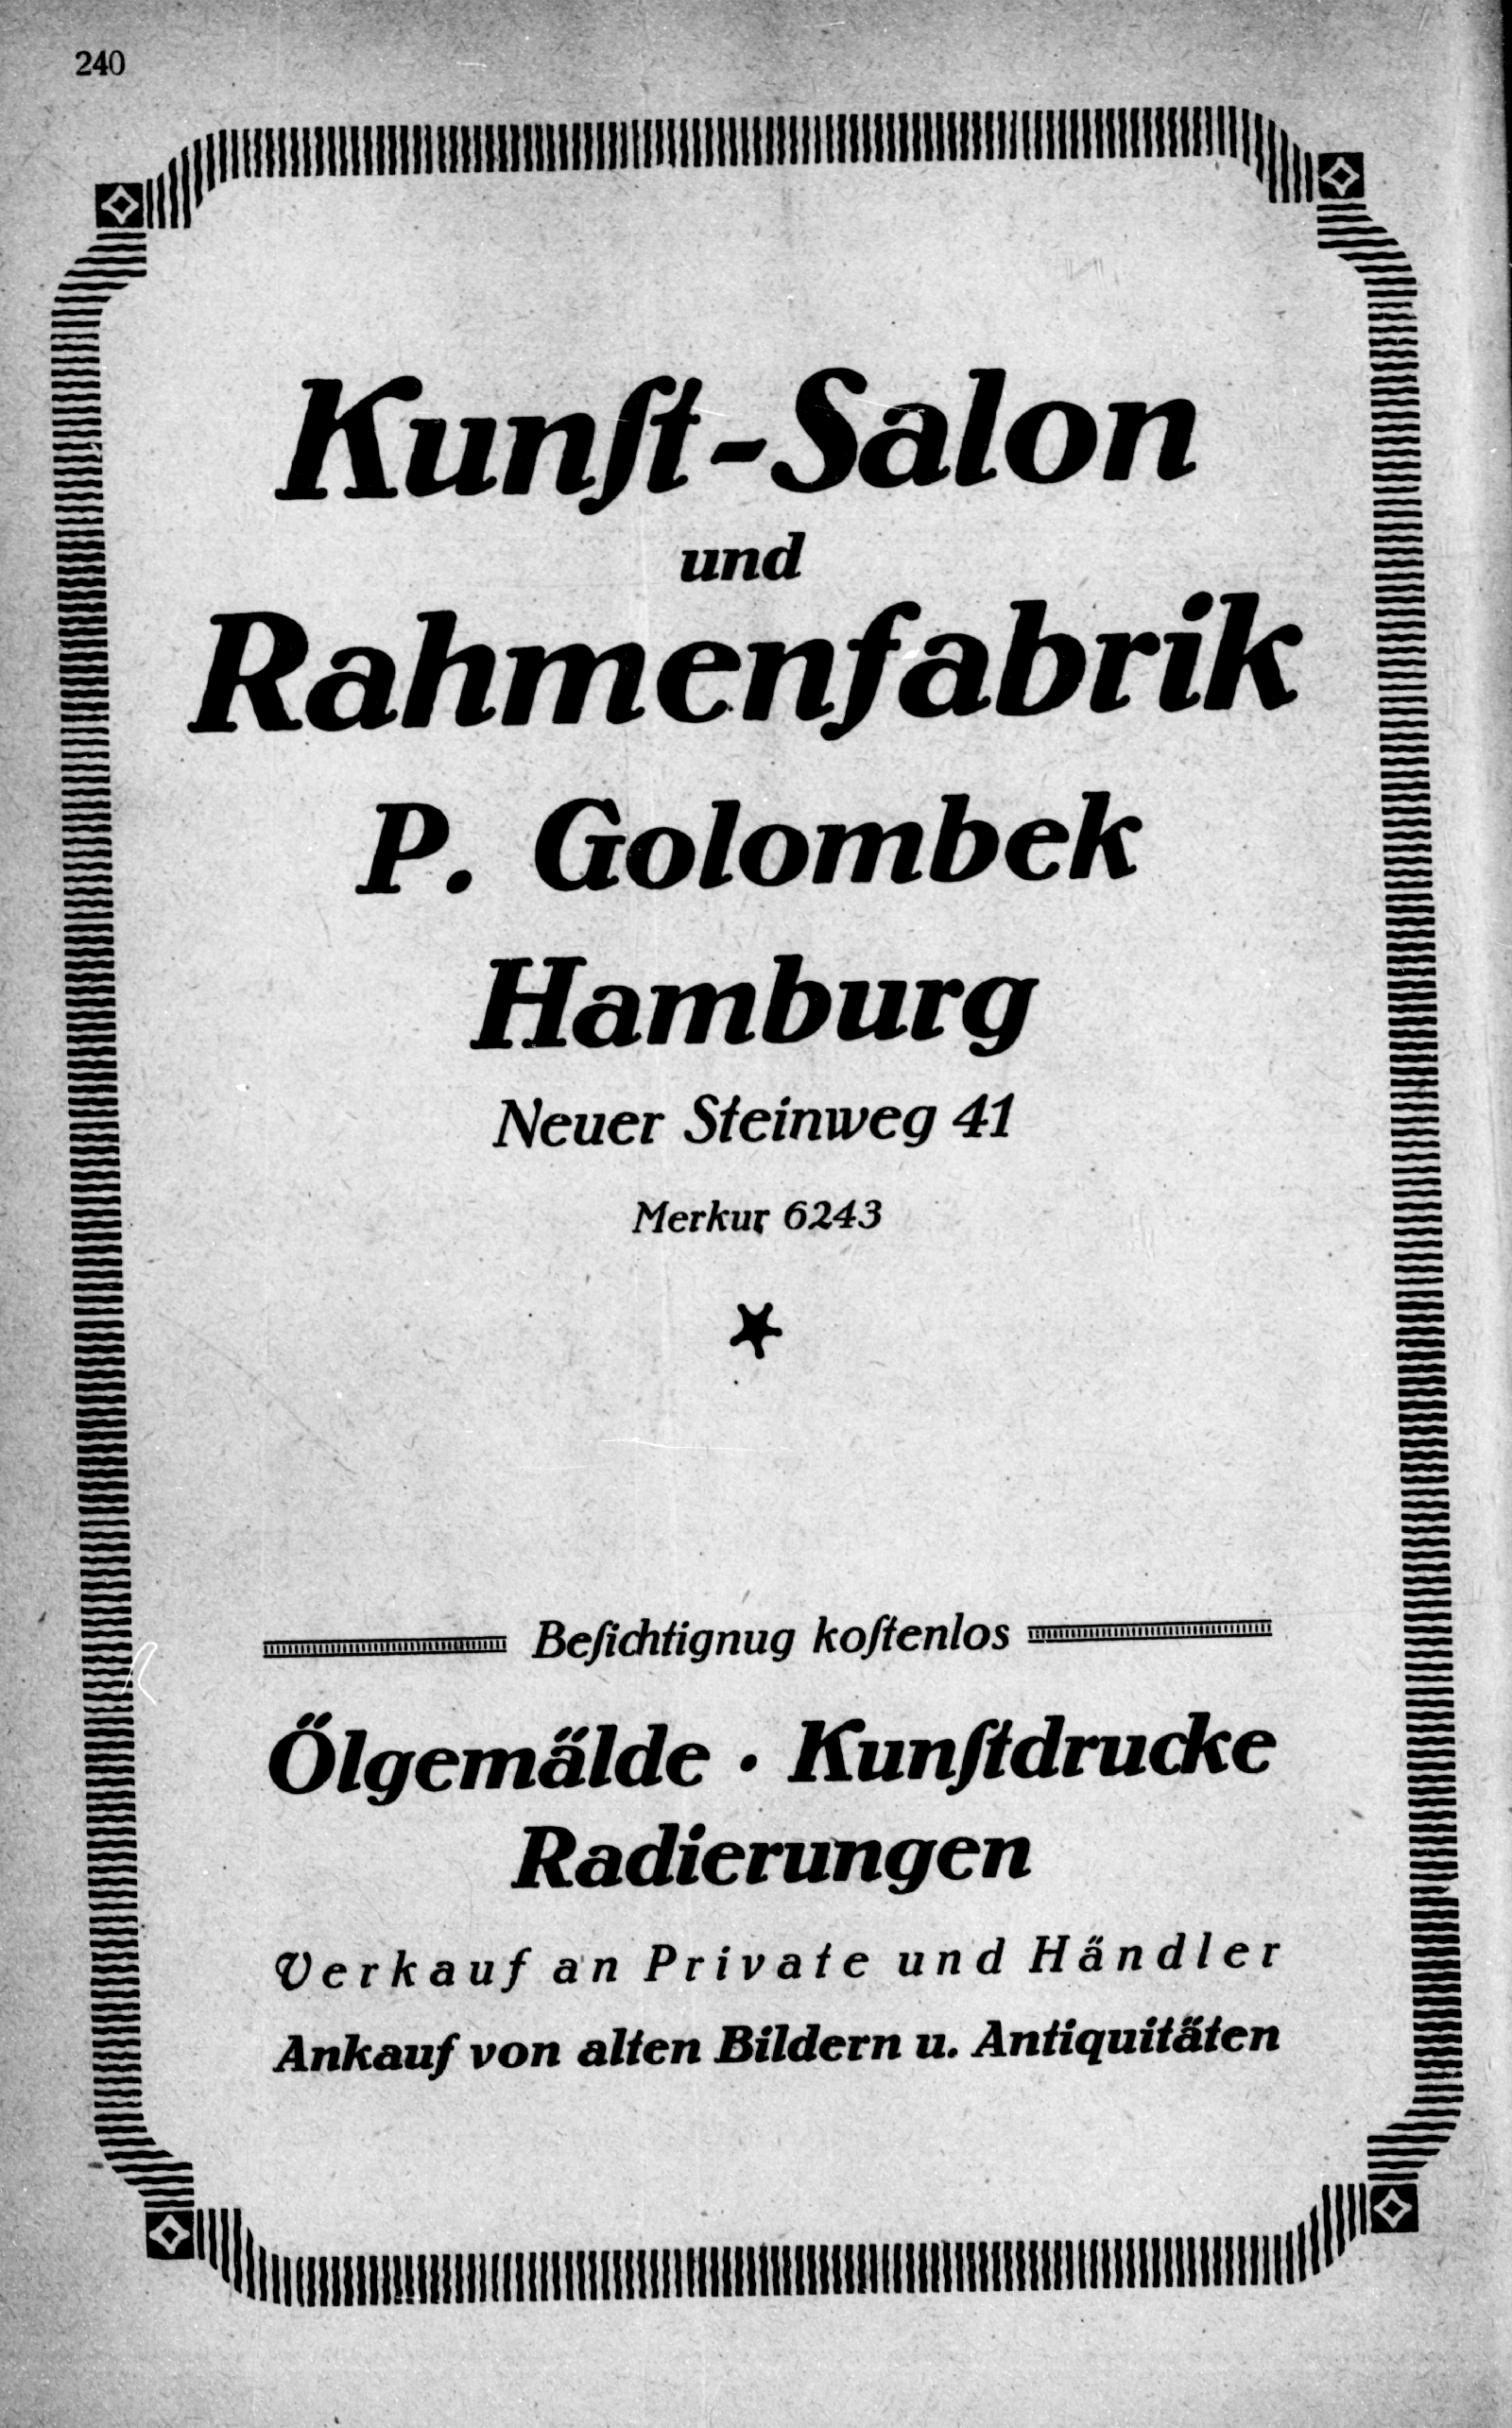 240
Kunſt-Salon
und
Rahmenfabrik
P. Golombek
Hamburg
Neuer Steinweg 41
Merkur 6243
Beſichtignug koſtenlos
Ölgemälde · Kunſtdrucke
Radierungen
Verkauf an Private und Händler
Ankauf von alten Bildern u. Antiquitäten